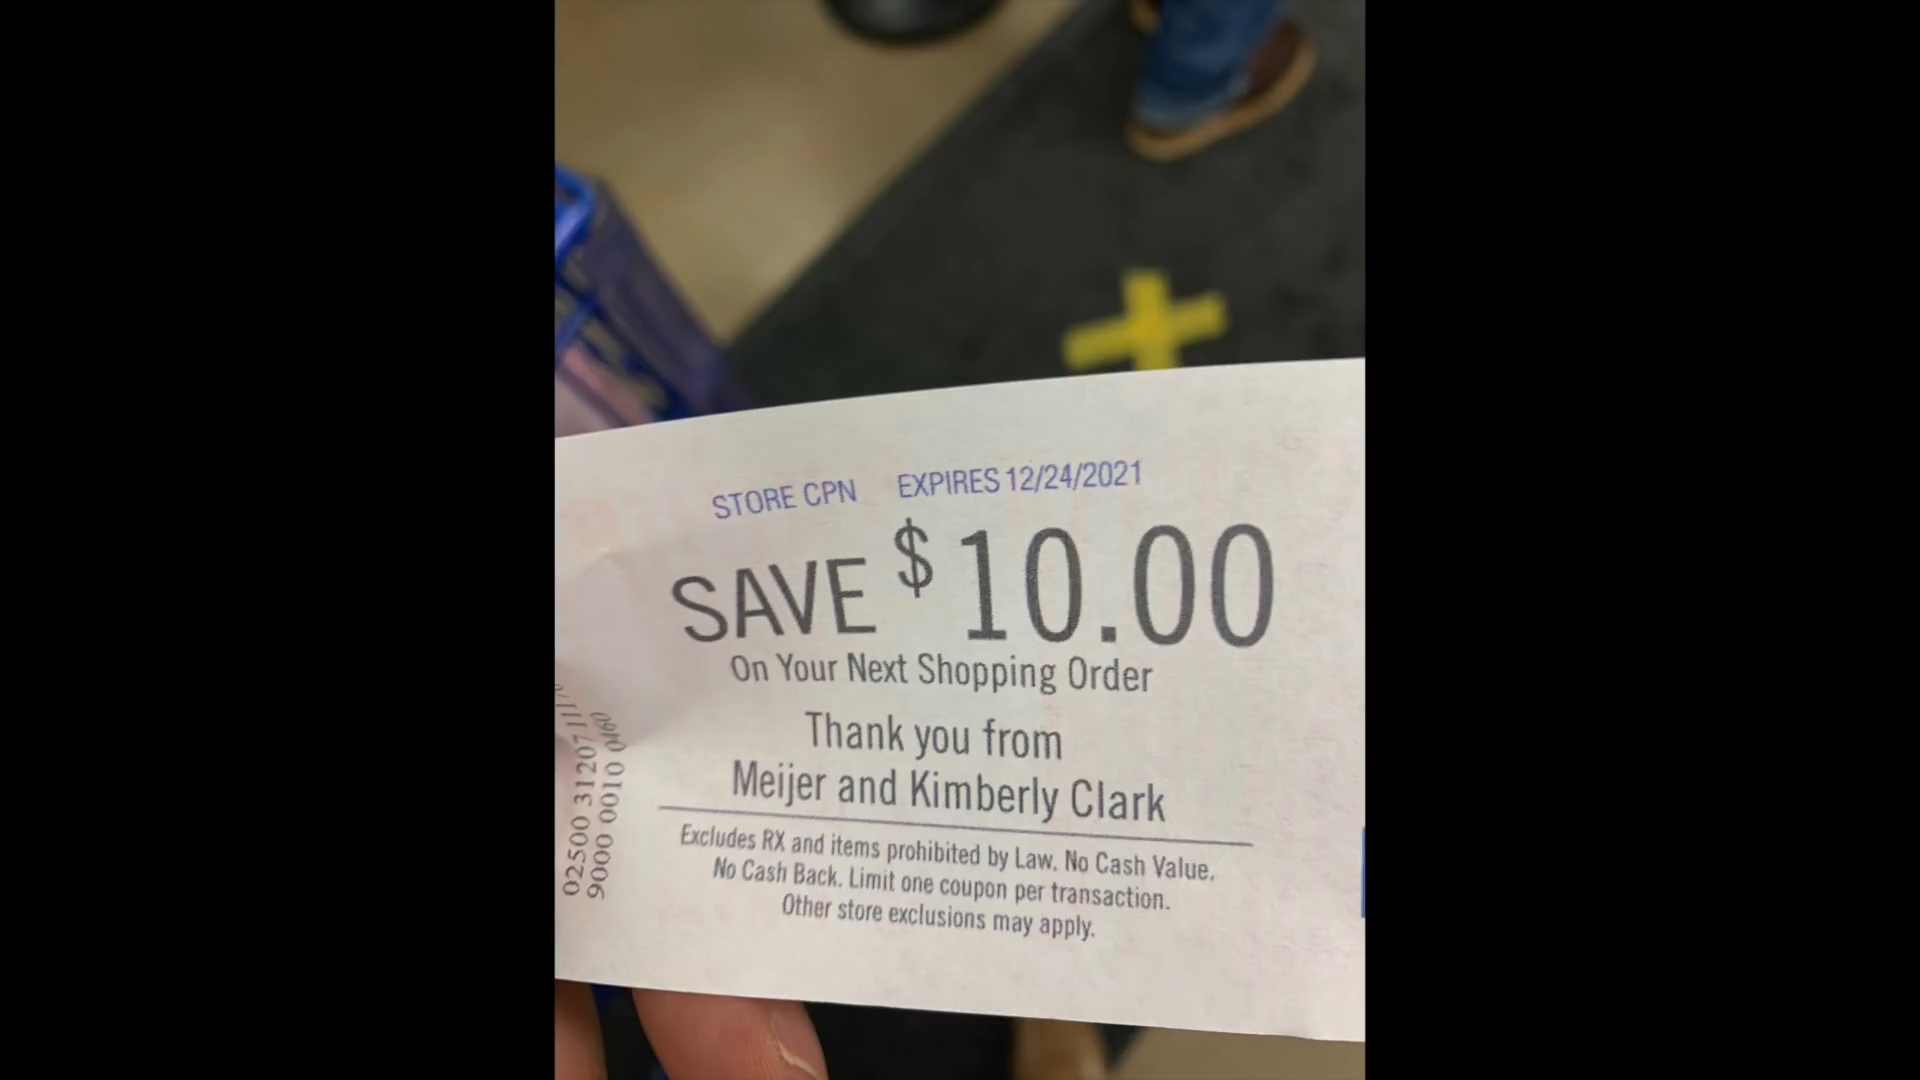 STORE CPN EXPIRES 12/24/2021
SAVE $10.00
On Your Next Shopping Order
Thank you from
Meijer and Kimberly Clark
Excludes RX and items prohibited by Law. No Cash Value.
No Cash Back. Limit one coupon per transaction.
Other store exclusions may apply.
02500 31207
9000 0010